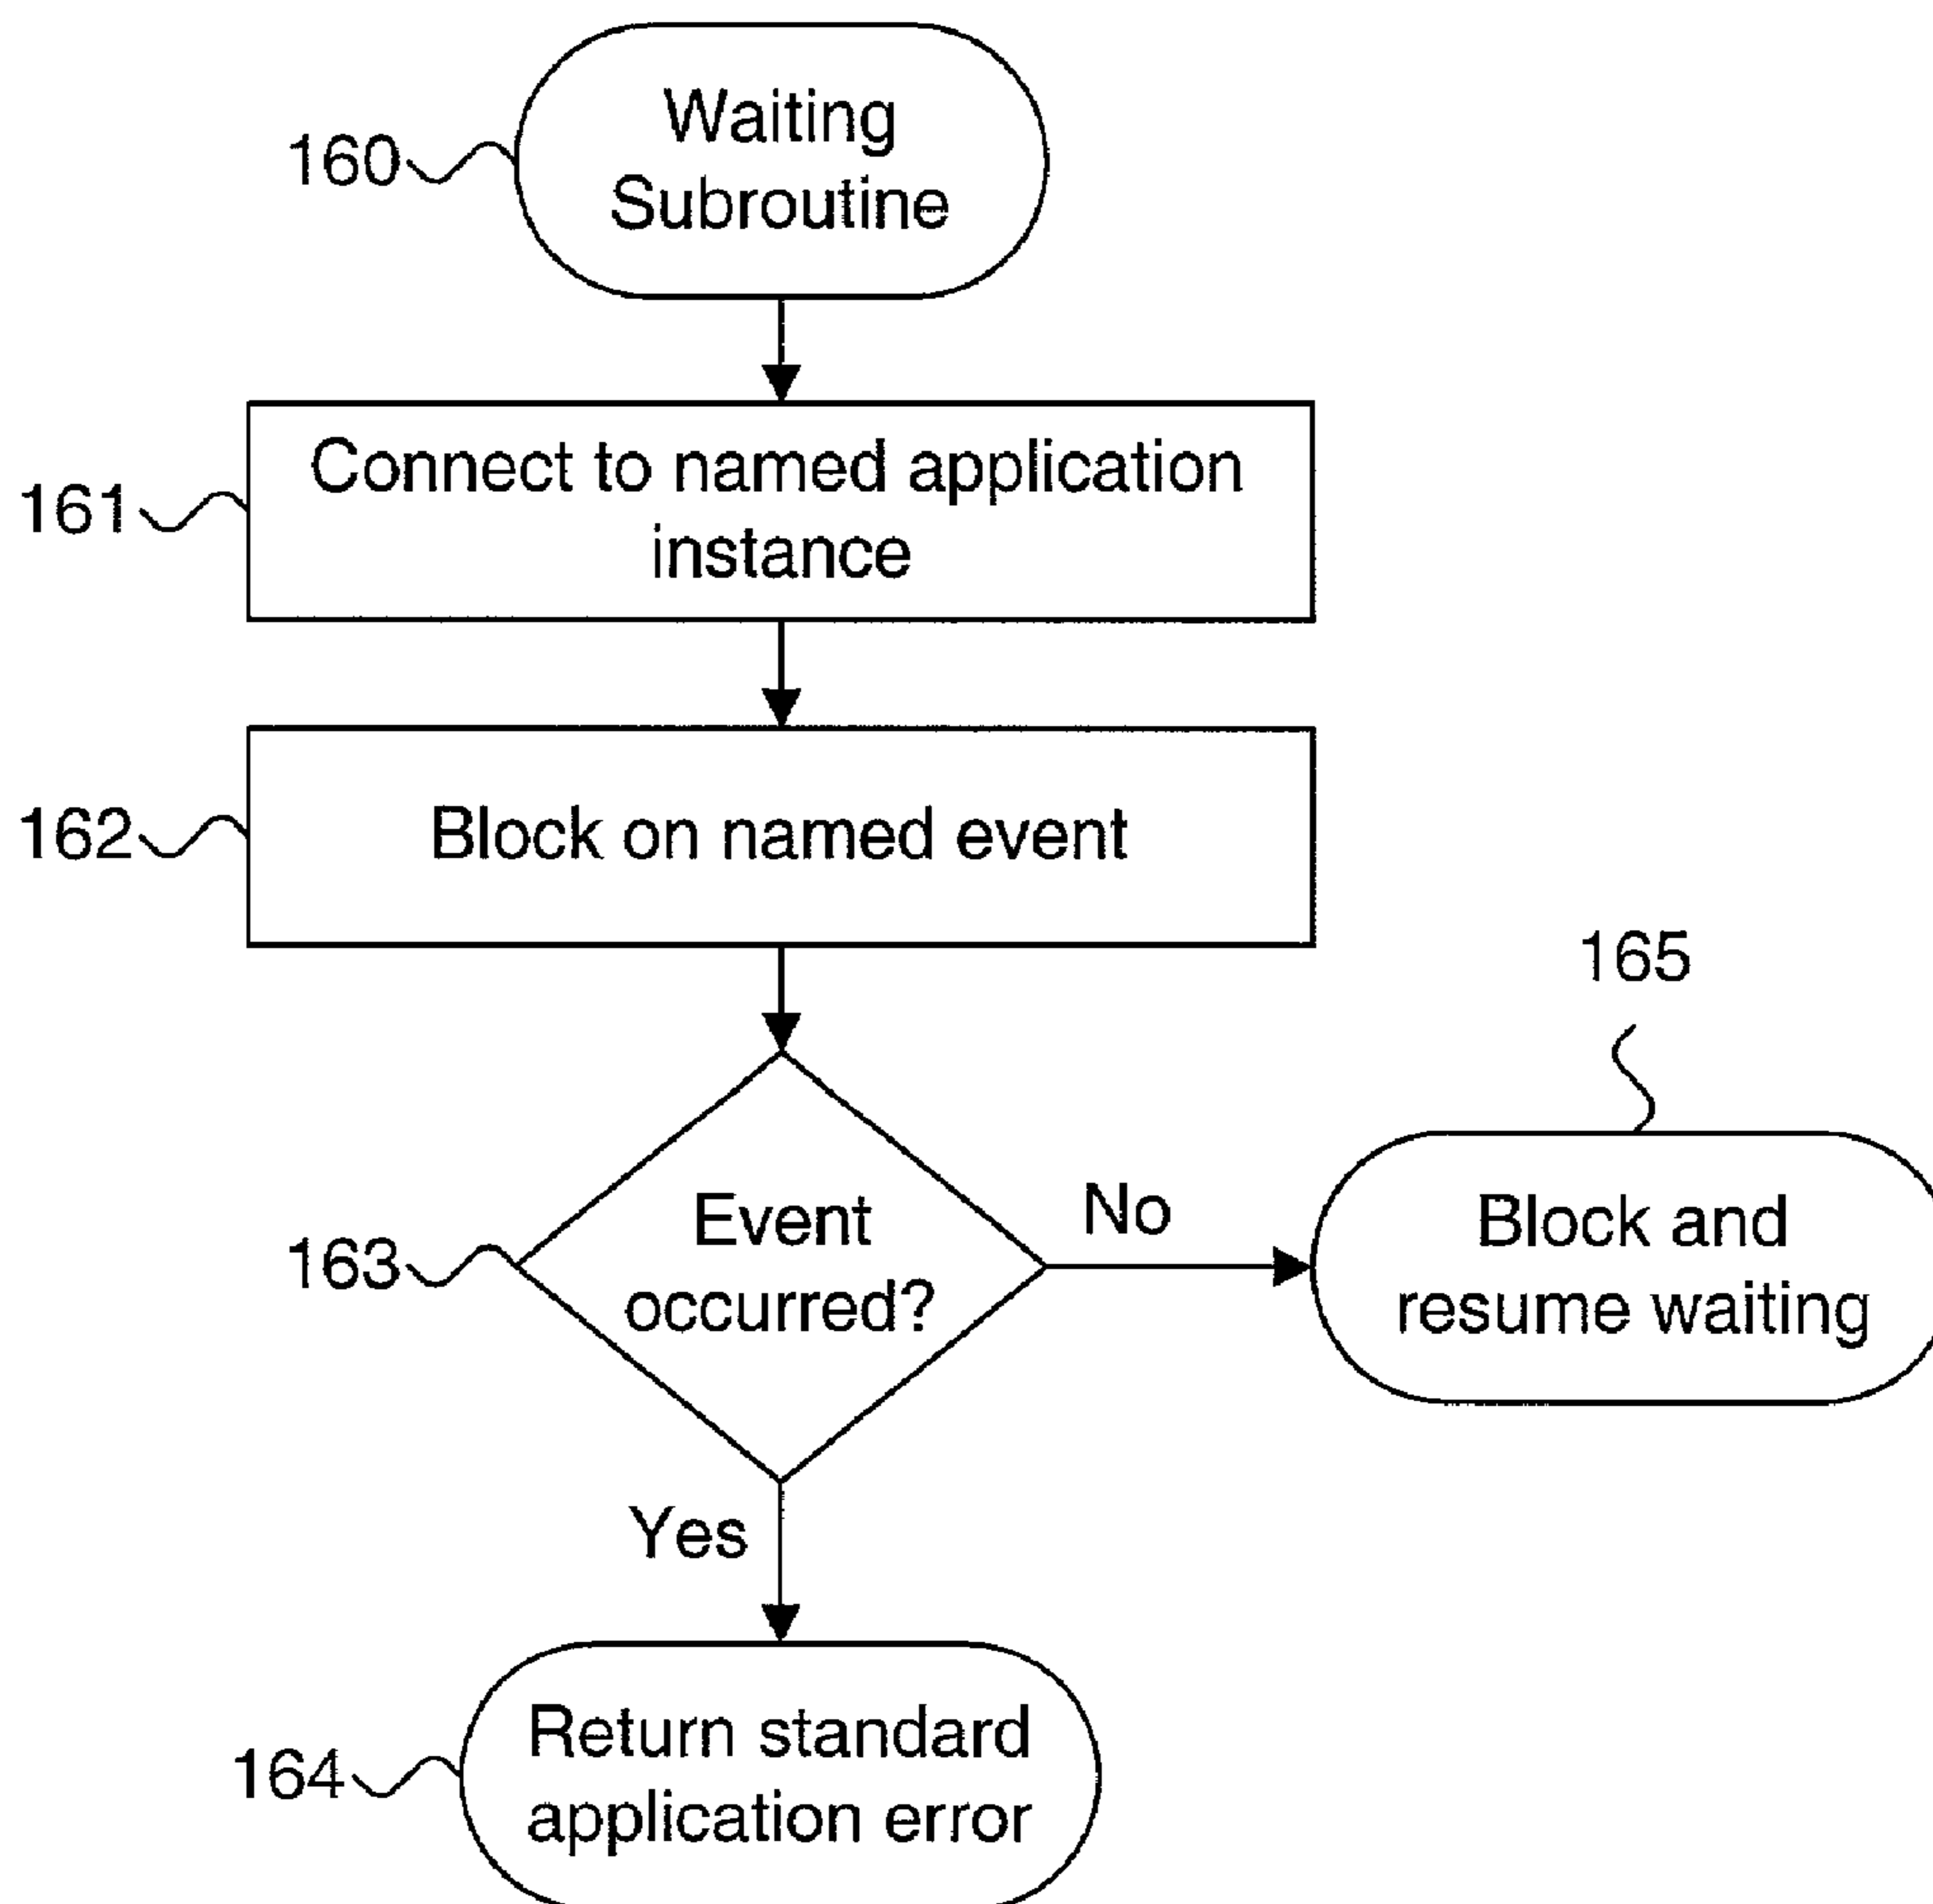 Waiting
Subroutine
160
Connect to named application
instance
161
Block on named event
162
165
Event
occurred?
163
No
Block and
resume waiting
Yes
Return standard
application error
164